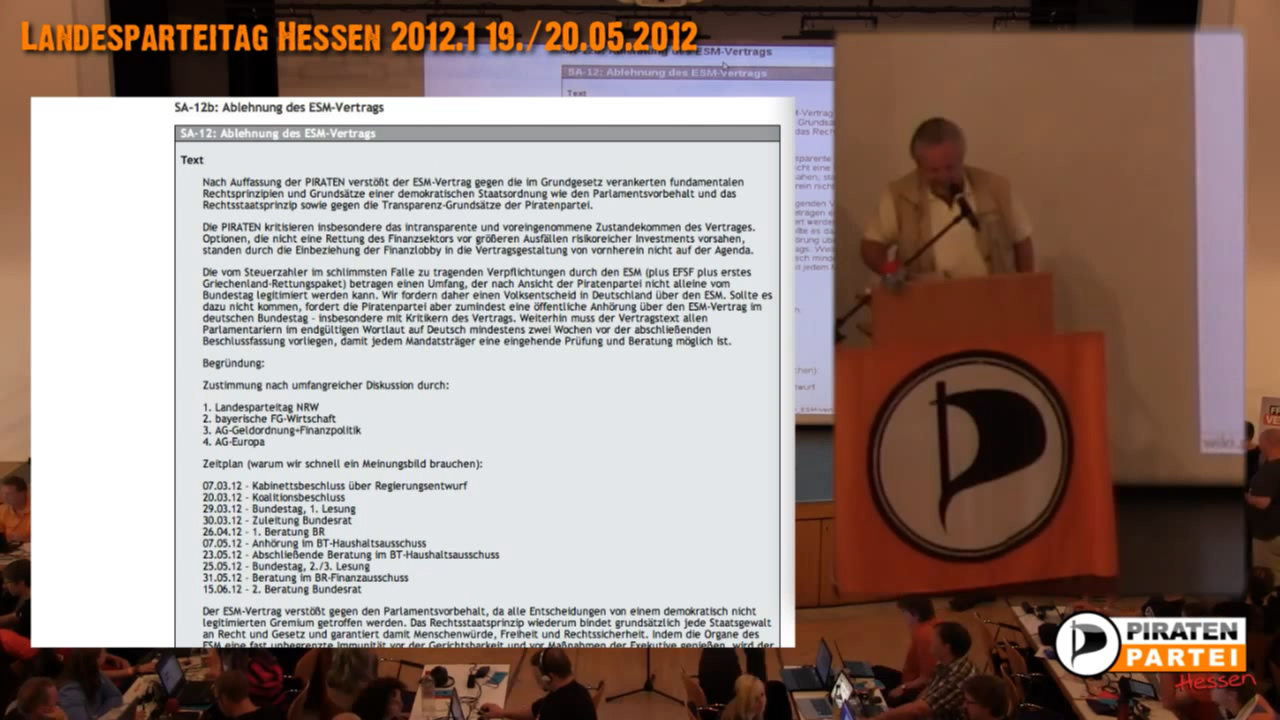 LANDESPARTEITAG HESSEN 2012.1 19./20.05.2012
SA-12b: Ablehnung des ESM-Vertrags
SA-12: Ablehnung des ESM-Vertrags
Text
Nach Auffassung der PIRATEN verstößt der ESM-Vertrag gegen die im Grundgesetz verankerten fundamentalen
Rechtsprinzipien und Grundsätze einer demokratischen Staatsordnung wie den Parlamentsvorbehalt und das
Rechtsstaatsprinzip sowie gegen die Transparenz-Grundsätze der Piratenpartei.
Die PIRATEN kritisieren insbesondere das intransparente und voreingenommene Zustandekommen des Vertrages.
Optionen, die nicht eine Rettung des Finanzsektors vor größeren Ausfällen risikoreicher Investments vorsahen,
standen durch die Einbeziehung der Finanzlobby in die Vertragsgestaltung von vornherein nicht auf der Agenda.
Die vom Steuerzahler im schlimmsten Falle zu tragenden Verpflichtungen durch den ESM (plus EFSF plus erstes
Griechenland-Rettungspaket) betragen einen Umfang, der nach Ansicht der Piratenpartei nicht alleine vom
Bundestag legitimiert werden kann. Wir fordern daher einen Volksentscheid in Deutschland über den ESM. Sollte es
dazu nicht kommen, fordert die Piratenpartei aber zumindest eine öffentliche Anhörung über den ESM-Vertrag im
deutschen Bundestag - insbesondere mit Kritikern des Vertrags. Weiterhin muss der Vertragstext allen
Parlamentariern im endgültigen Wortlaut auf Deutsch mindestens zwei Wochen vor der abschließenden
Beschlussfassung vorliegen, damit jedem Mandatsträger eine eingehende Prüfung und Beratung möglich ist.
Begründung:
Zustimmung nach umfangreicher Diskussion durch:
1. Landesparteitag NRW
2. bayerische FG-Wirtschaft
3. AG-Geldordnung+Finanzpolitik
4. AG-Europa
Zeitplan (warum wir schnell ein Meinungsbild brauchen):
07.03.12 - Kabinettsbeschluss über Regierungsentwurf
20.03.12 - Koalitionsbeschluss
29.03.12 - Bundestag, 1. Lesung
30.03.12 - Zuleitung Bundesrat
26.04.12 - 1. Beratung BR
07.05.12 - Anhörung im BT-Haushaltsausschuss
23.05.12 - Abschließende Beratung im BT-Haushaltsausschuss
25.05.12 - Bundestag, 2./3. Lesung
31.05.12 - Beratung im BR-Finanzausschuss
15.06.12 - 2. Beratung Bundesrat
Der ESM-Vertrag verstößt gegen den Parlamentsvorbehalt, da alle Entscheidungen von einem demokratisch nicht
legitimierten Gremium getroffen werden. Das Rechtsstaatsprinzip wiederum bindet grundsätzlich jede Staatsgewalt
an Recht und Gesetz und garantiert damit Menschenwürde, Freiheit und Rechtssicherheit. Indem die Organe des
ESM eine fast unbegrenzte Immunität vor der Gerichtsbarkeit und vor Maßnahmen der Exekutive genießen, wird der
SA-12: Ablehnung des ESM-Vertrags
Text
PIRATEN
PARTEI
Hessen